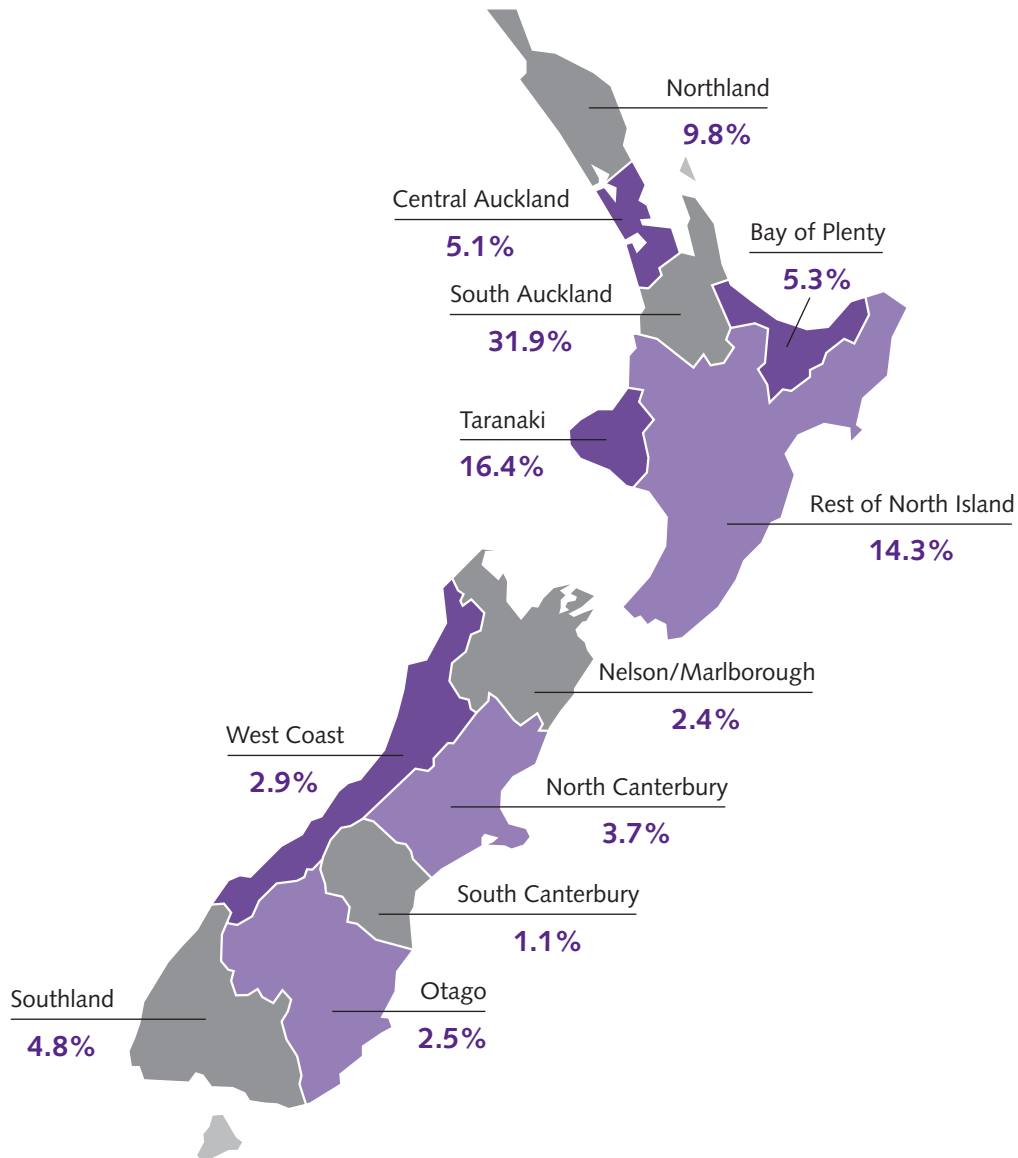 Northland
9.8%
Central Auckland
5.1%
Bay of Plenty
5.3%
South Auckland
31.9%
Taranaki
16.4%
Rest of North Island
14.3%
Nelson/Marlborough
2.4%
West Coast
2.9%
North Canterbury
3.7%
South Canterbury
1.1%
Otago
2.5%
Southland
4.8%